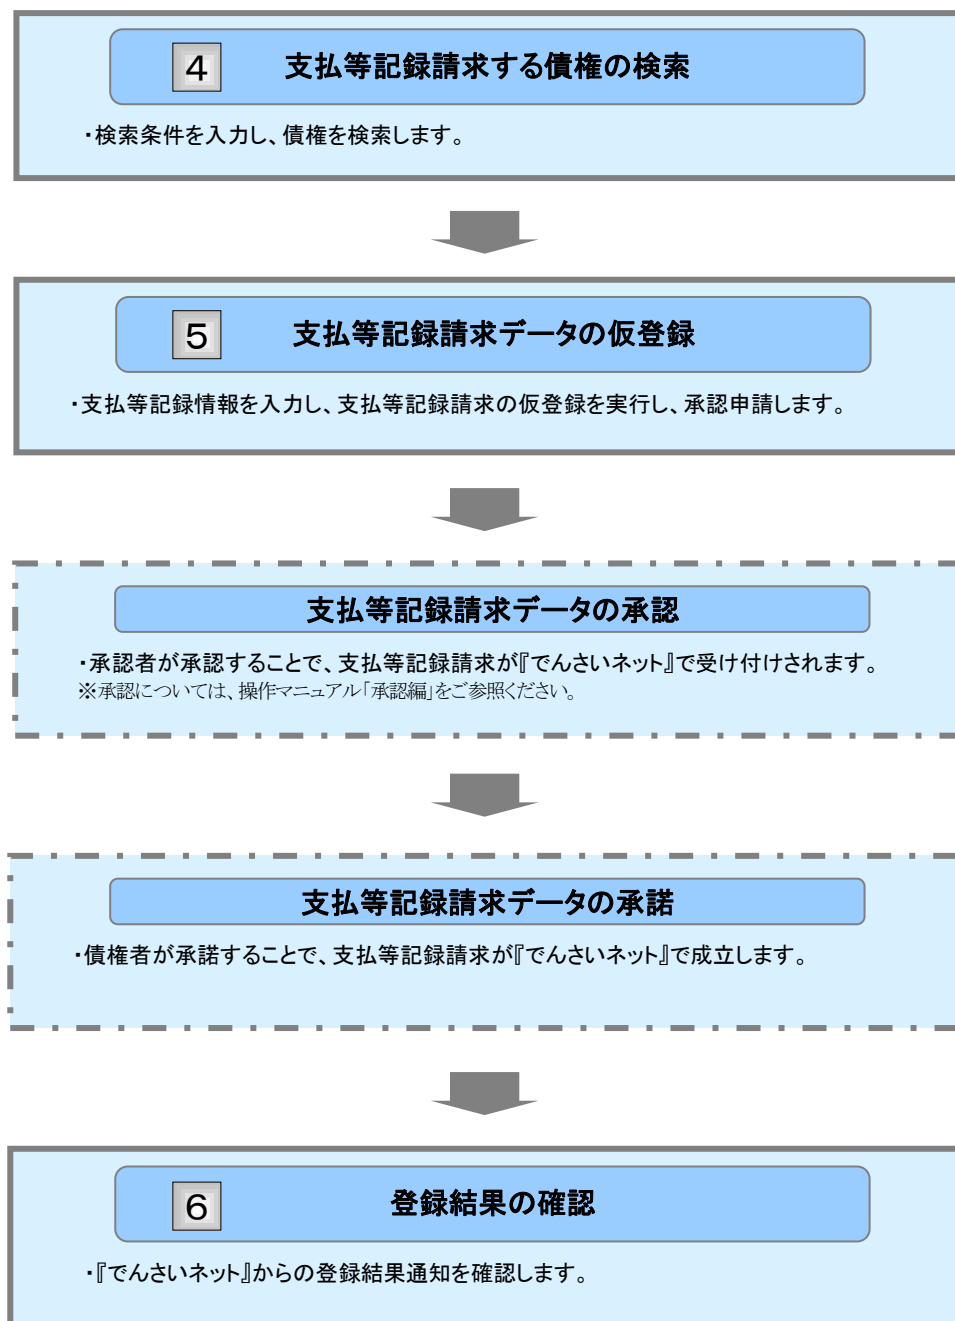 4 支払等記録請求する債権の検索
・検索条件を入力し、債権を検索します。
5 支払等記録請求データの仮登録
・支払等記録情報を入力し、支払等記録請求の仮登録を実行し、承認申請します。
支払等記録請求データの承認
・承認者が承認することで、支払等記録請求が『でんさいネット』で受け付けされます。
※承認については、操作マニュアル「承認編」をご参照ください。
支払等記録請求データの承諾
・債権者が承諾することで、支払等記録請求が『でんさいネット』で成立します。
6 登録結果の確認
・『でんさいネット』からの登録結果通知を確認します。